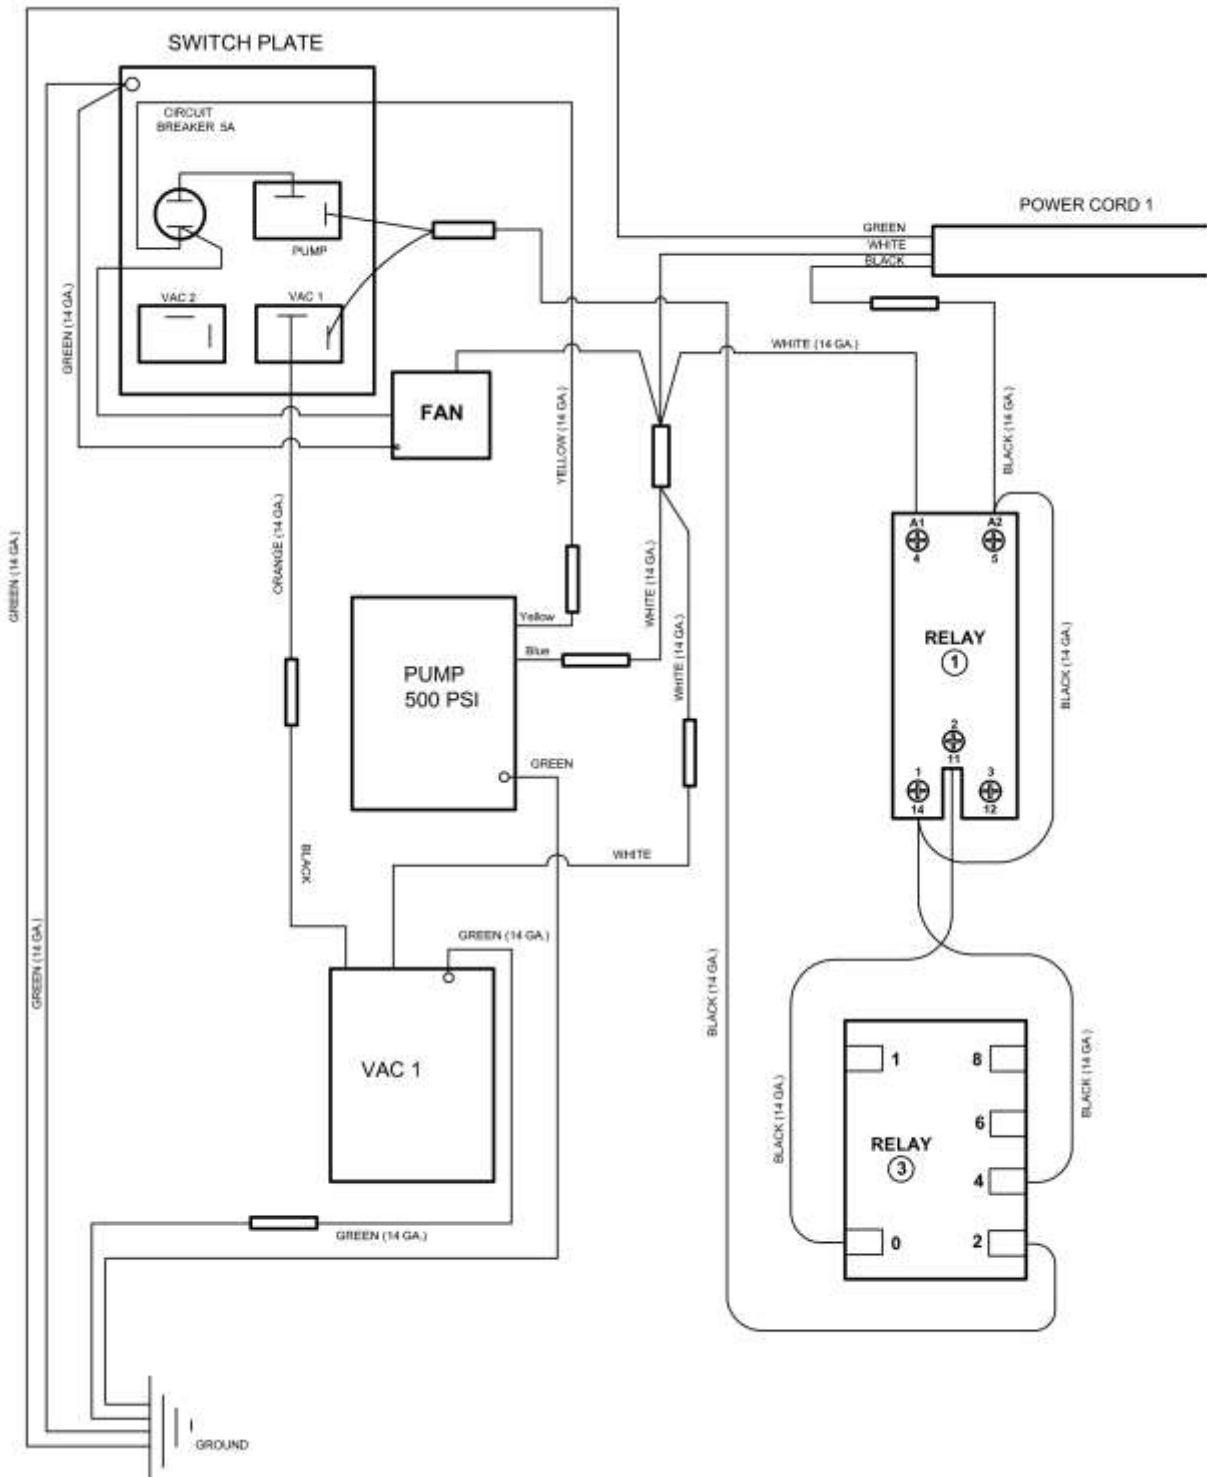 SWITCH PLATE
CIRCUIT
BREAKER 5A
PUMP
VAC 2
VAC 1
POWER CORD 1
GREEN
WHITE
BLACK
GREEN (14 GA.)
WHITE (14 GA.)
FAN
YELLOW (14 GA.)
BLACK (14 GA.)
ORANGE (14 GA.)
GREEN (14 GA.)
A1
A2
4
5
WHITE (14 GA.)
WHITE (14 GA.)
Yellow
Blue
PUMP
500 PSI
RELAY
1
BLACK (14 GA.)
2
11
1
3
14
12
GREEN
BLACK
WHITE
GREEN (14 GA.)
GREEN (14 GA.)
BLACK (14 GA.)
VAC 1
1
8
6
RELAY
3
4
0
2
BLACK (14 GA.)
BLACK (14 GA.)
GREEN (14 GA.)
GROUND